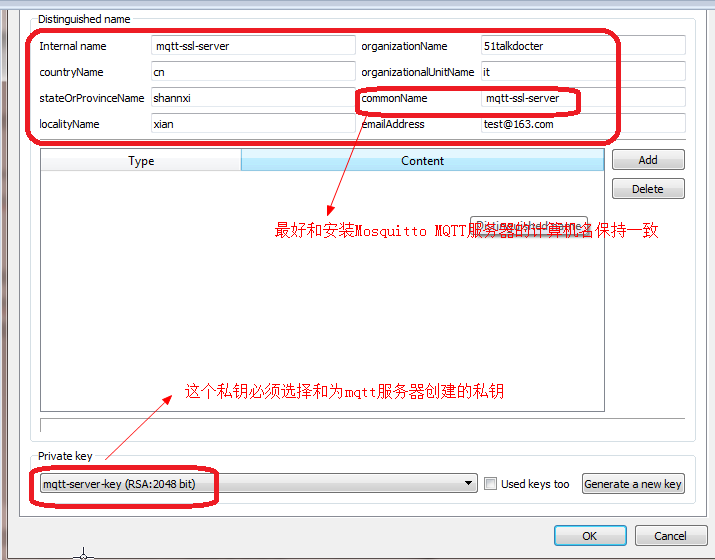 Distinguished name
Internal name mqtt-ssl-server organizationName 51talkdocter
countryName cn organizationalUnitName it
stateOrProvinceName shannxi commonName mqtt-ssl-server
localityName xian emailAddress test@163.com
Type Content Add
Delete
最好和安装Mosquitto MQTT服务器的计算机名保持一致
这个私钥必须选择和为mqtt服务器创建的私钥
Private key
mqtt-server-key (RSA:2048 bit) Used keys too Generate a new key
OK Cancel